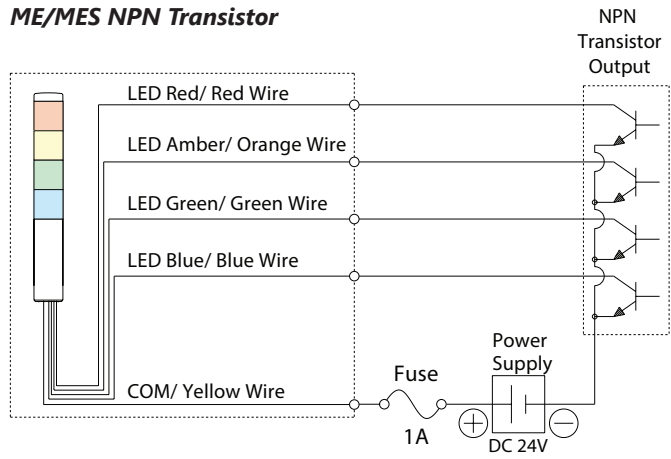 ME/MES NPN Transistor
NPN
Transistor
Output
LED Red/ Red Wire
LED Amber/ Orange Wire
LED Green/ Green Wire
LED Blue/ Blue Wire
Power
Supply
Fuse
COM/ Yellow Wire
+
−
1A
DC 24V